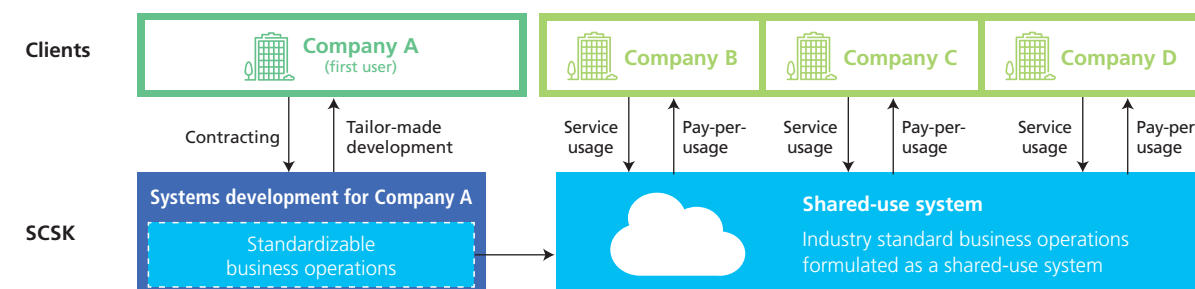 Clients
Company A
(first user)
Company B
Company C
Company D
Contracting
Tailor-made
development
Service
usage
Pay-per-
usage
Service
usage
Pay-per-
usage
Service
usage
Pay-per
usage
SCSK
Systems development for Company A
Standardizable
business operations
Shared-use system
Industry standard business operations
formulated as a shared-use system